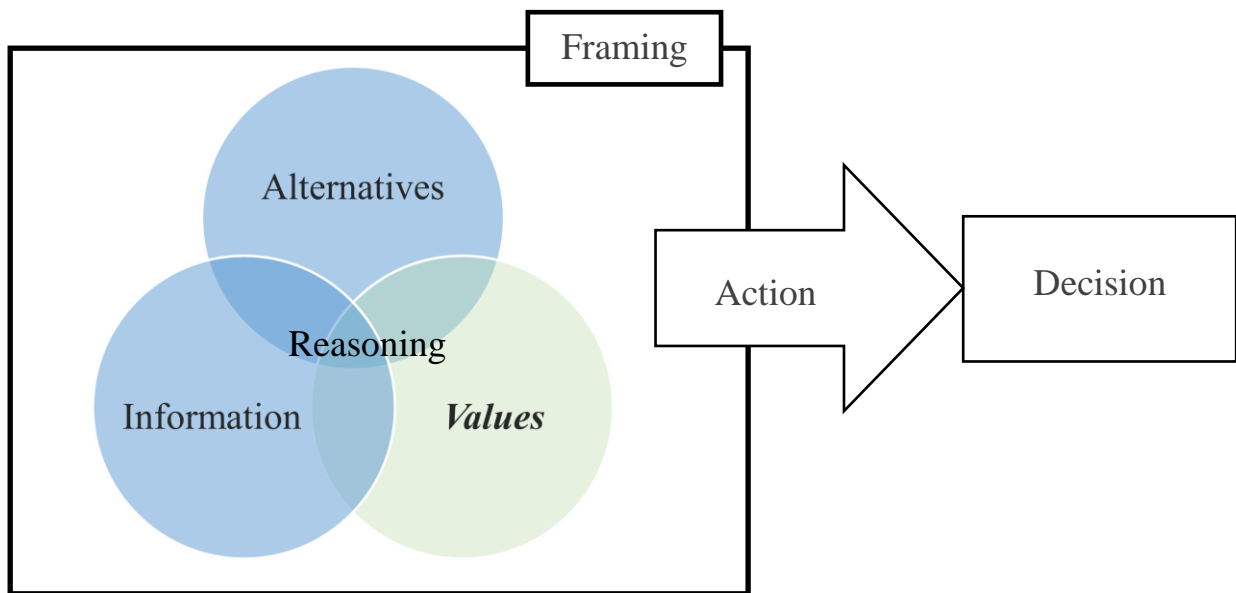 Framing
Alternatives
Action
Decision
Reasoning
Information
Values